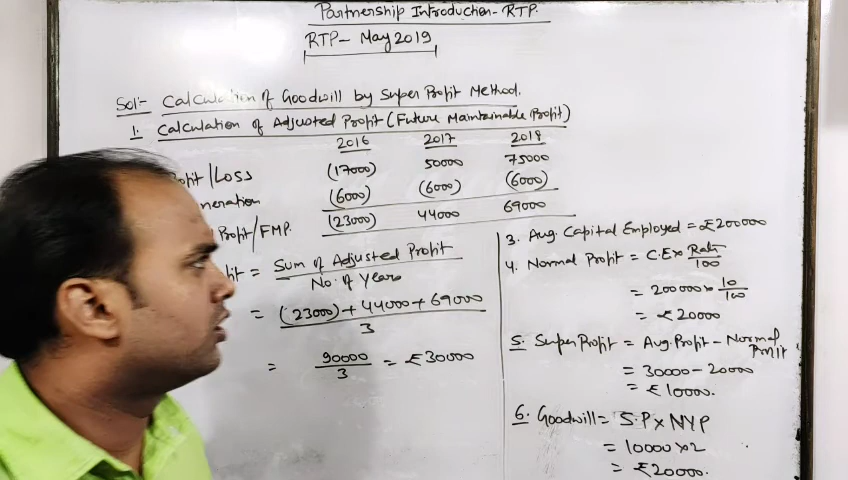 Partnership Introduction- RTP.
RTP- May 2019
Sol:- Calculation of Goodwill by Super Profit Method.
1. Calculation of Adjusted Profit (Future Maintainable Profit)
2016 2017 2018
Profit/Loss (17000) 50000 75000
neration (6000) (6000) (6000)
Profit/FMP. (23000) 44000 69000
fit = Sum of Adjusted Profit
No. of Years
= (23000) + 44000 + 69000
3
= 90000 = ₹30000
3
3. Avg. Capital Employed = ₹200000
4. Normal Profit = C.E x Rate
100
= 200000 x 10
100
= ₹20000
5. Super Profit = Avg. Profit - Normal
Profit
= 30000 - 20000
= ₹10000.
6. Goodwill = S.P x NYP
= 10000 x 2
= ₹20000.